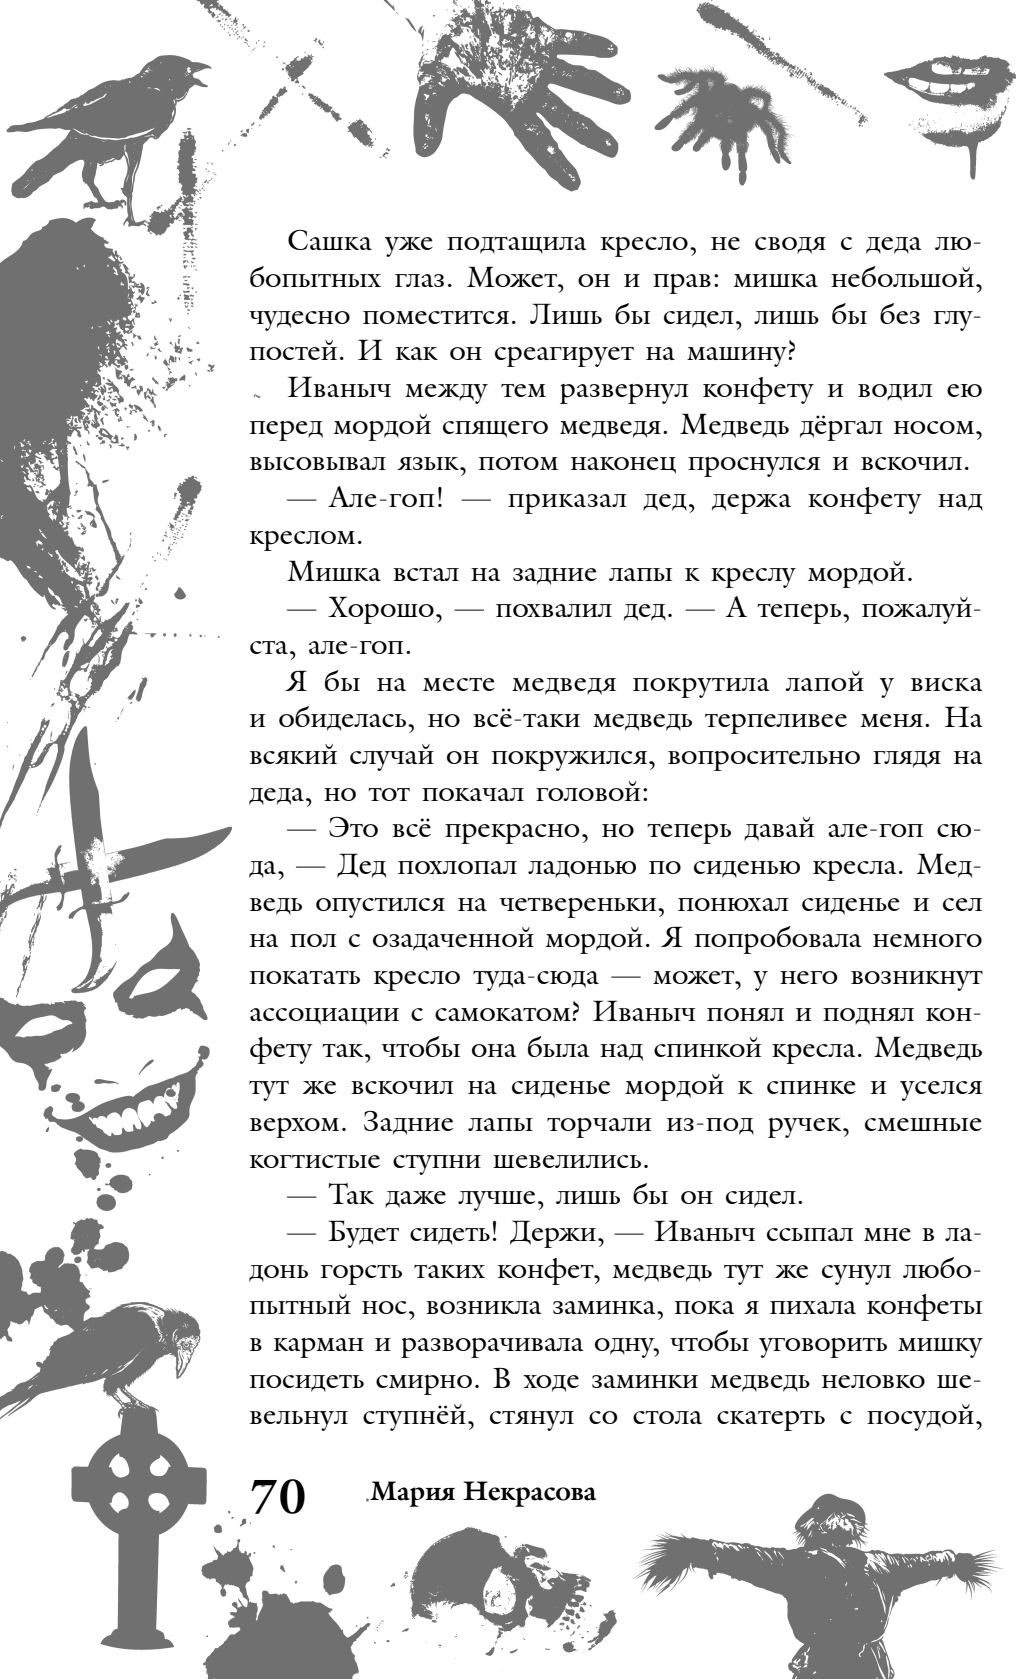 Сашка уже подтащила кресло, не сводя с деда лю-
бопытных глаз. Может, он и прав: мишка небольшой,
чудесно поместится. Лишь бы сидел, лишь бы без глу-
постей. И как он среагирует на машину?
Иваныч между тем развернул конфету и водил ею
перед мордой спящего медведя. Медведь дёргал носом,
высовывал язык, потом наконец проснулся и вскочил.
— Але-гоп! — приказал дед, держа конфету над
креслом.
Мишка встал на задние лапы к креслу мордой.
— Хорошо, — похвалил дед. — А теперь, пожалуй-
ста, але-гоп.
Я бы на месте медведя покрутила лапой у виска
и обиделась, но всё-таки медведь терпеливее меня. На
всякий случай он покружился, вопросительно глядя на
деда, но тот покачал головой:
— Это всё прекрасно, но теперь давай але-гоп сю-
да, — Дед похлопал ладонью по сиденью кресла. Мед-
ведь опустился на четвереньки, понюхал сиденье и сел
на пол с озадаченной мордой. Я попробовала немного
покатать кресло туда-сюда — может, у него возникнут
ассоциации с самокатом? Иваныч понял и поднял кон-
фету так, чтобы она была над спинкой кресла. Медведь
тут же вскочил на сиденье мордой к спинке и уселся
верхом. Задние лапы торчали из-под ручек, смешные
когтистые ступни шевелились.
— Так даже лучше, лишь бы он сидел.
— Будет сидеть! Держи, — Иваныч ссыпал мне в ла-
донь горсть таких конфет, медведь тут же сунул любо-
пытный нос, возникла заминка, пока я пихала конфеты
в карман и разворачивала одну, чтобы уговорить мишку
посидеть смирно. В ходе заминки медведь неловко ше-
вельнул ступнёй, стянул со стола скатерть с посудой,
70 Мария Некрасова